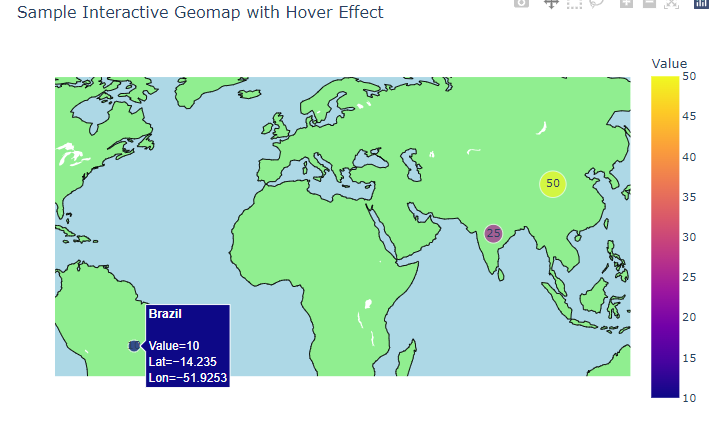 Sample Interactive Geomap with Hover Effect
Value
50
45
40
35
30
25
20
15
10
50
25
Brazil
Value=10
Lat=−14.235
Lon=−51.9253